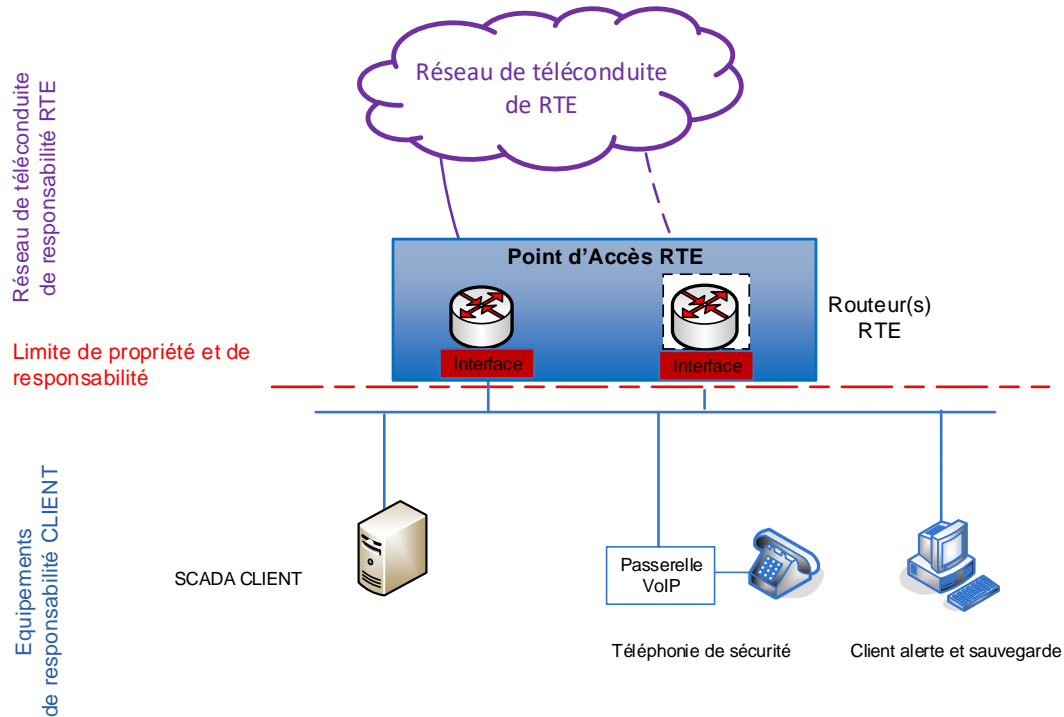 Réseau de téléconduite
de RTE
Réseau de téléconduite
de responsabilité RTE
Point d'Accès RTE
Routeur(s)
RTE
Interface
Interface
Limite de propriété et de
responsabilité
Equipements
de responsabilité CLIENT
SCADA CLIENT
Passerelle
VoIP
Téléphonie de sécurité
Client alerte et sauvegarde